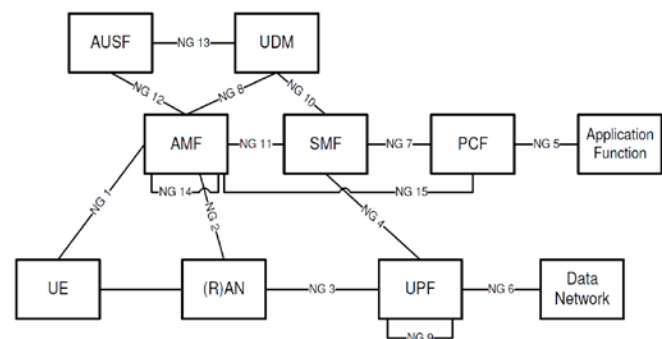 AUSF
NG 13
UDM
NG 12
NG 8
NG 10
AMF
NG 11
SMF
NG 7
PCF
NG 5
Application
Function
NG 14
NG 15
NG 1
NG 2
NG 4
UE
(R)AN
NG 3
UPF
NG 6
Data
Network
NG 9